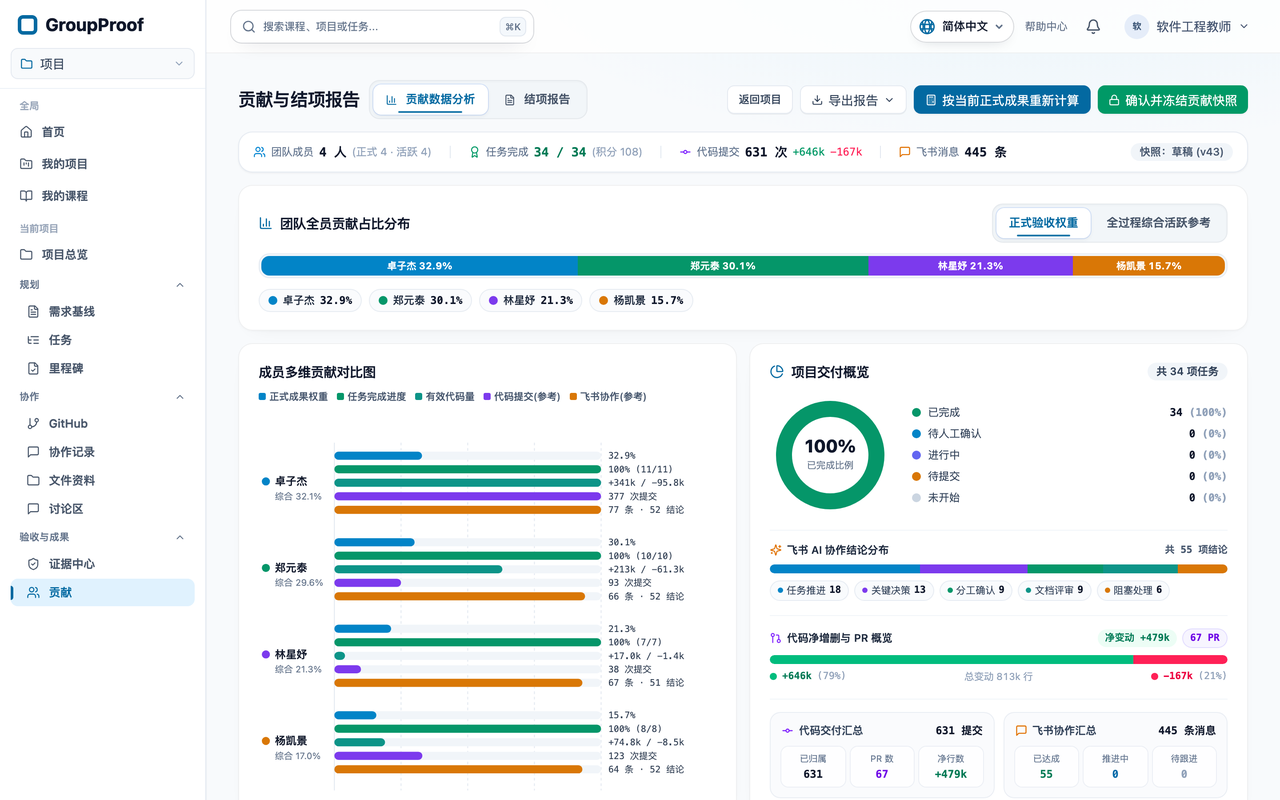 GroupProof
搜索课程、项目或任务...
⌘K
简体中文
帮助中心
软
软件工程教师
项目
全局
首页
我的项目
我的课程
当前项目
项目总览
规划
需求基线
任务
里程碑
协作
GitHub
协作记录
文件资料
讨论区
验收与成果
证据中心
贡献
贡献与结项报告
贡献数据分析
结项报告
返回项目
导出报告
按当前正式成果重新计算
确认并冻结贡献快照
团队成员 4 人 (正式 4 · 活跃 4)
任务完成 34 / 34 (积分 108)
代码提交 631 次 +646k −167k
飞书消息 445 条
快照：草稿 (v43)
团队全员贡献占比分布
正式验收权重
全过程综合活跃参考
卓子杰 32.9%
郑元泰 30.1%
林星妤 21.3%
杨凯景 15.7%
卓子杰 32.9%
郑元泰 30.1%
林星妤 21.3%
杨凯景 15.7%
成员多维贡献对比图
正式成果权重
任务完成进度
有效代码量
代码提交(参考)
飞书协作(参考)
卓子杰
综合 32.1%
32.9%
100% (11/11)
+341k / −95.8k
377 次提交
77 条 · 52 结论
郑元泰
综合 29.6%
30.1%
100% (10/10)
+213k / −61.3k
93 次提交
66 条 · 52 结论
林星妤
综合 21.3%
21.3%
100% (7/7)
+17.0k / −1.4k
38 次提交
67 条 · 51 结论
杨凯景
综合 17.0%
15.7%
100% (8/8)
+74.8k / −8.5k
123 次提交
64 条 · 52 结论
项目交付概览
共 34 项任务
100%
已完成比例
已完成 34 (100%)
待人工确认 0 (0%)
进行中 0 (0%)
待提交 0 (0%)
未开始 0 (0%)
飞书 AI 协作结论分布
共 55 项结论
任务推进 18
关键决策 13
分工确认 9
文档评审 9
阻塞处理 6
代码净增删与 PR 概览
净变动 +479k
67 PR
+646k (79%)
总变动 813k 行
−167k (21%)
代码交付汇总
631 提交
已归属
631
PR 数
67
净行数
+479k
飞书协作汇总
445 条消息
已达成
55
推进中
0
待跟进
0